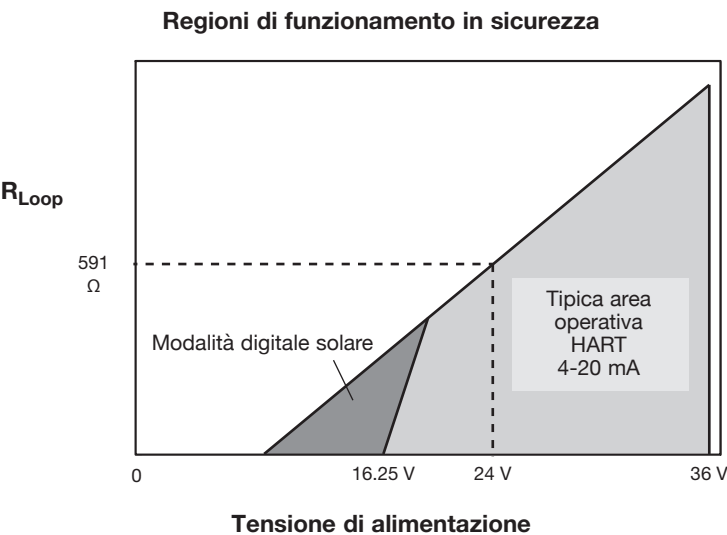 Regioni di funzionamento in sicurezza
R_Loop
591
Ω
Modalità digitale solare
Tipica area
operativa
HART
4-20 mA
0
16.25 V
24 V
36 V
Tensione di alimentazione